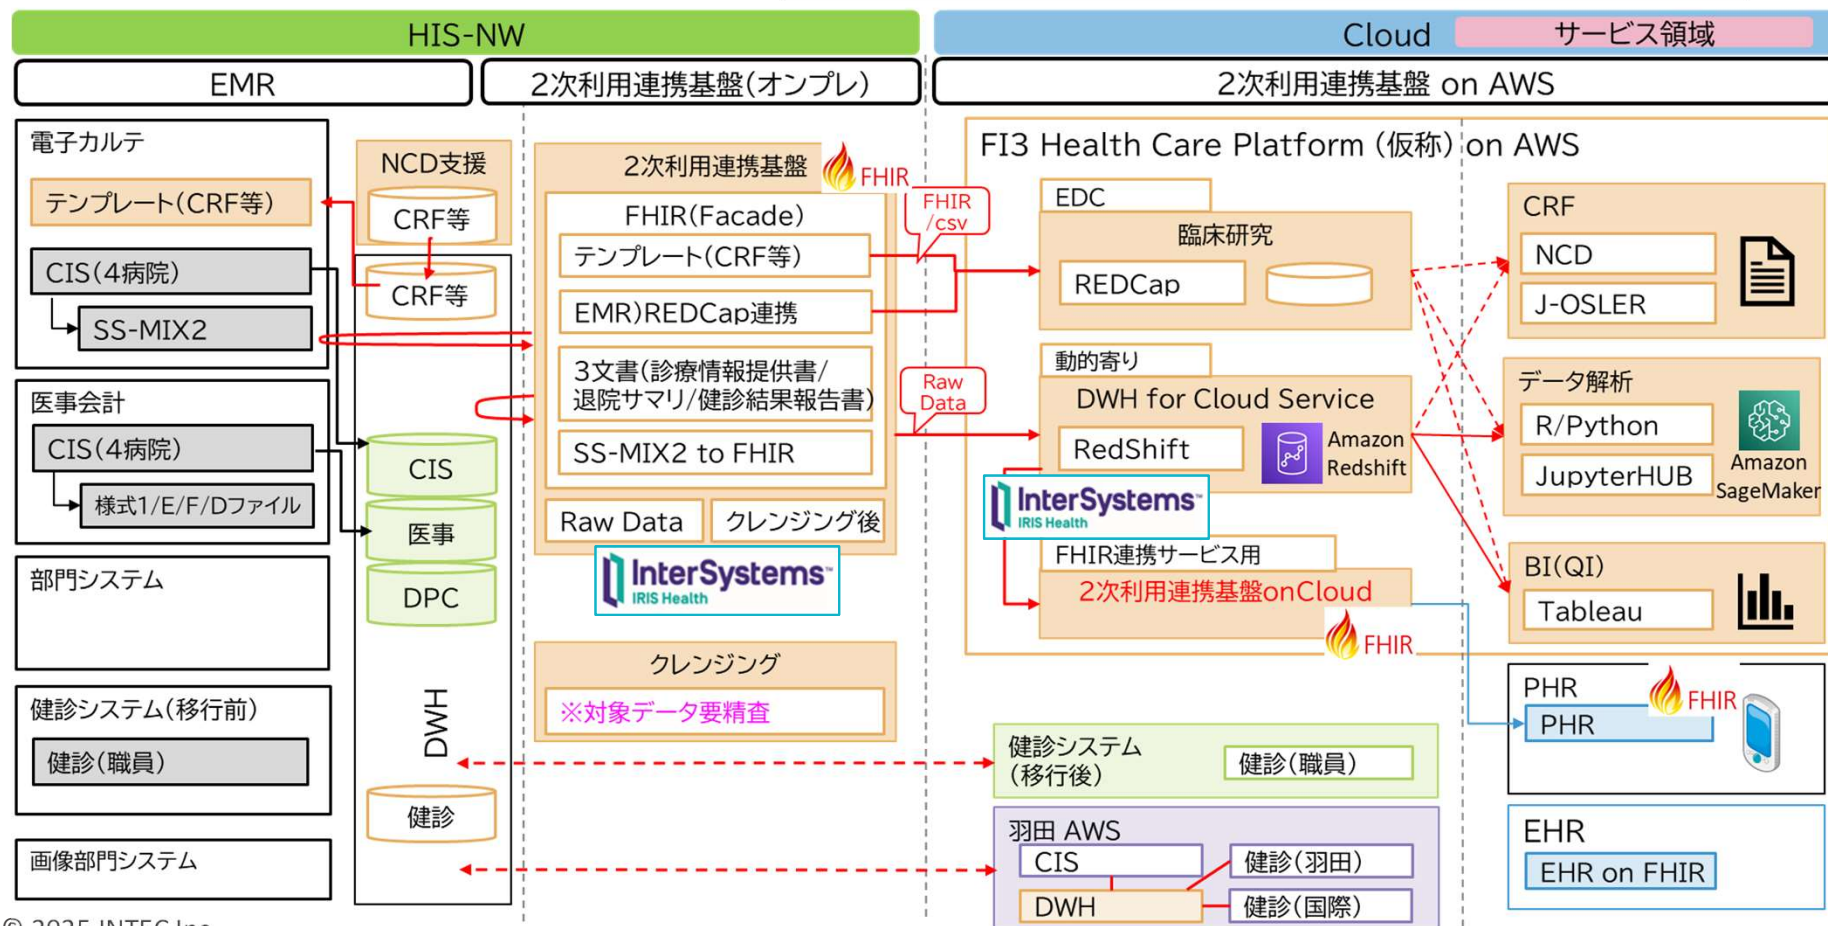 HIS-NW
Cloud
サービス領域
EMR
2次利用連携基盤(オンプレ)
2次利用連携基盤 on AWS
電子カルテ
テンプレート(CRF等)
CIS(4病院)
SS-MIX2
医事会計
CIS(4病院)
様式1/E/F/Dファイル
部門システム
健診システム(移行前)
健診(職員)
画像部門システム
NCD支援
CRF等
CRF等
CIS
医事
DPC
DWH
健診
2次利用連携基盤
FHIR
FHIR(Facade)
テンプレート(CRF等)
EMR)REDCap連携
3文書(診療情報提供書/
退院サマリ/健診結果報告書)
SS-MIX2 to FHIR
Raw Data
クレンジング後
InterSystems™
IRIS Health
クレンジング
※対象データ要精査
FHIR
/csv
Raw
Data
FI3 Health Care Platform (仮称) on AWS
EDC
臨床研究
REDCap
動的寄り
DWH for Cloud Service
RedShift
Amazon
Redshift
InterSystems™
IRIS Health
FHIR連携サービス用
2次利用連携基盤onCloud
FHIR
健診システム
(移行後)
健診(職員)
羽田 AWS
CIS
健診(羽田)
DWH
健診(国際)
CRF
NCD
J-OSLER
データ解析
R/Python
JupyterHUB
Amazon
SageMaker
BI(QI)
Tableau
PHR
FHIR
PHR
EHR
EHR on FHIR
© 2025 INTEC Inc.